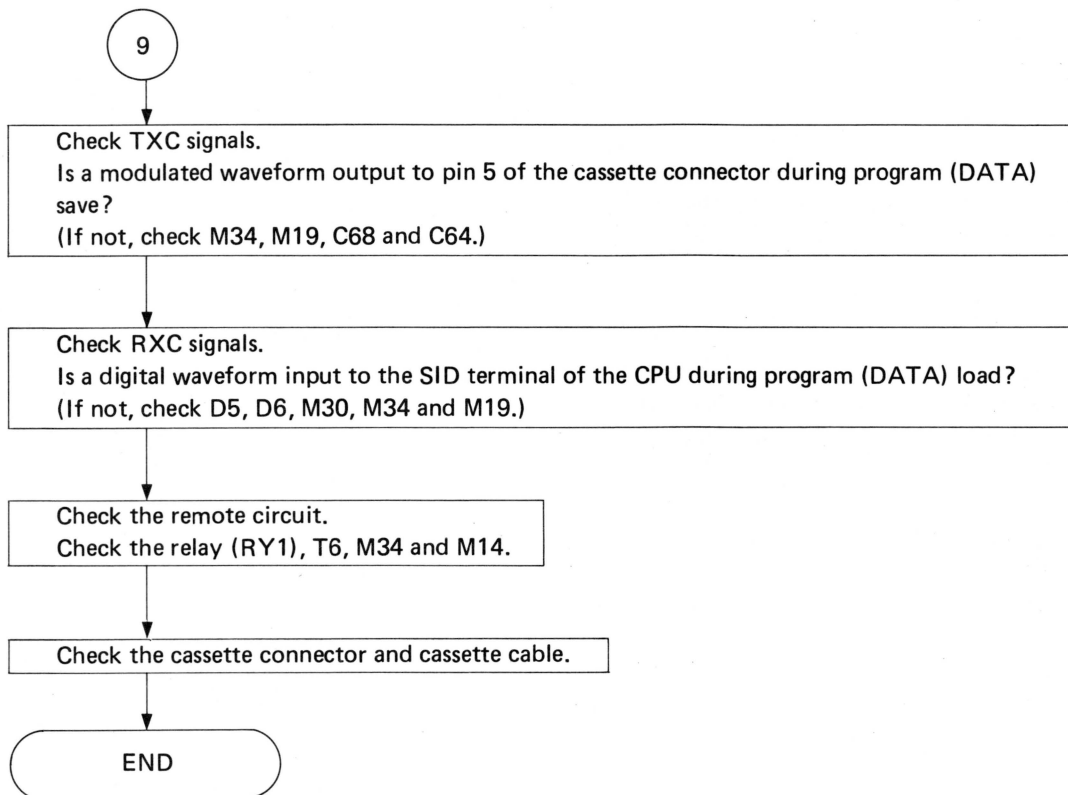 9
Check TXC signals.
Is a modulated waveform output to pin 5 of the cassette connector during program (DATA)
save?
(If not, check M34, M19, C68 and C64.)
Check RXC signals.
Is a digital waveform input to the SID terminal of the CPU during program (DATA) load?
(If not, check D5, D6, M30, M34 and M19.)
Check the remote circuit.
Check the relay (RY1), T6, M34 and M14.
Check the cassette connector and cassette cable.
END